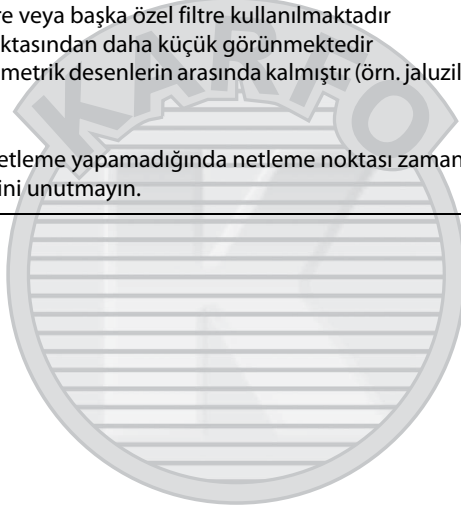 re veya başka özel filtre kullanılmaktadır
ktasından daha küçük görünmektedir
metrik desenlerin arasında kalmıştır (örn. jaluzil
KARFO
etleme yapamadığında netleme noktası zaman
ini unutmayın.